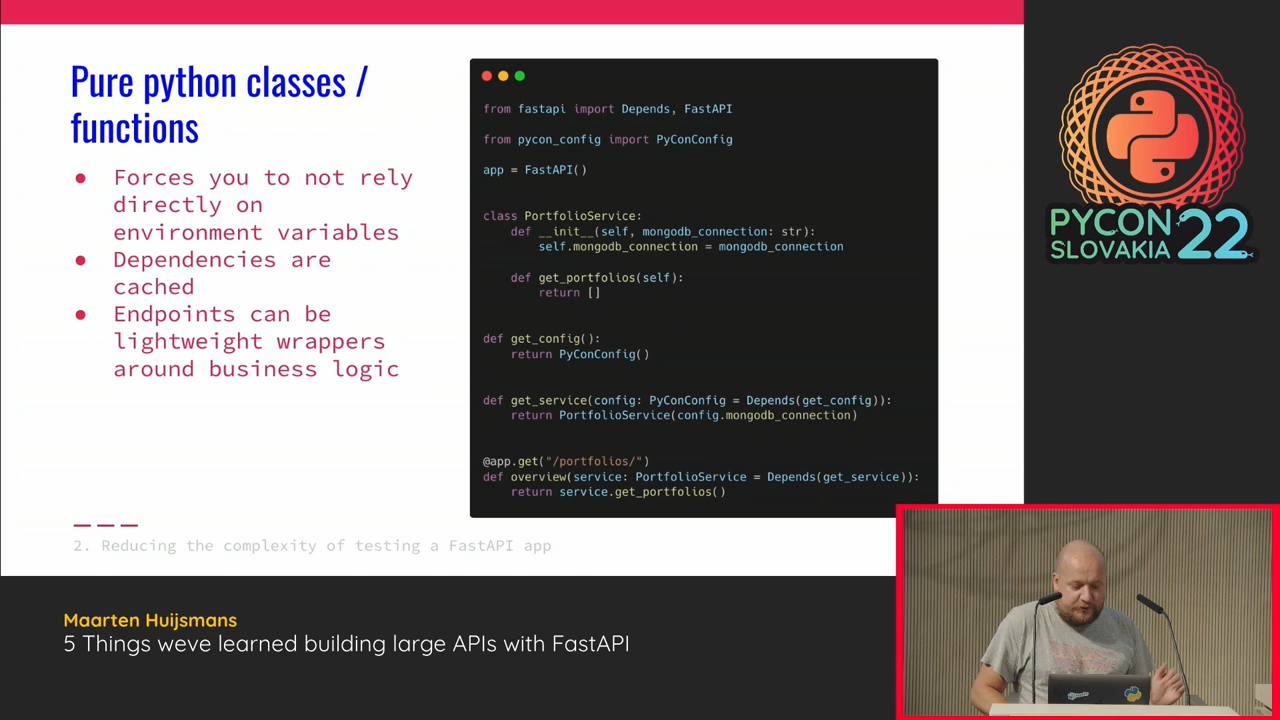 Pure python classes /
functions
● Forces you to not rely
directly on
environment variables
● Dependencies are
cached
● Endpoints can be
lightweight wrappers
around business logic
from fastapi import Depends, FastAPI
from pycon_config import PyConConfig
app = FastAPI()
class PortfolioService:
    def __init__(self, mongodb_connection: str):
        self.mongodb_connection = mongodb_connection
    def get_portfolios(self):
        return []
def get_config():
    return PyConConfig()
def get_service(config: PyConConfig = Depends(get_config)):
    return PortfolioService(config.mongodb_connection)
@app.get("/portfolios/")
def overview(service: PortfolioService = Depends(get_service)):
    return service.get_portfolios()
2. Reducing the complexity of testing a FastAPI app
PYCON
SLOVAKIA 22
Maarten Huijsmans
5 Things weve learned building large APIs with FastAPI